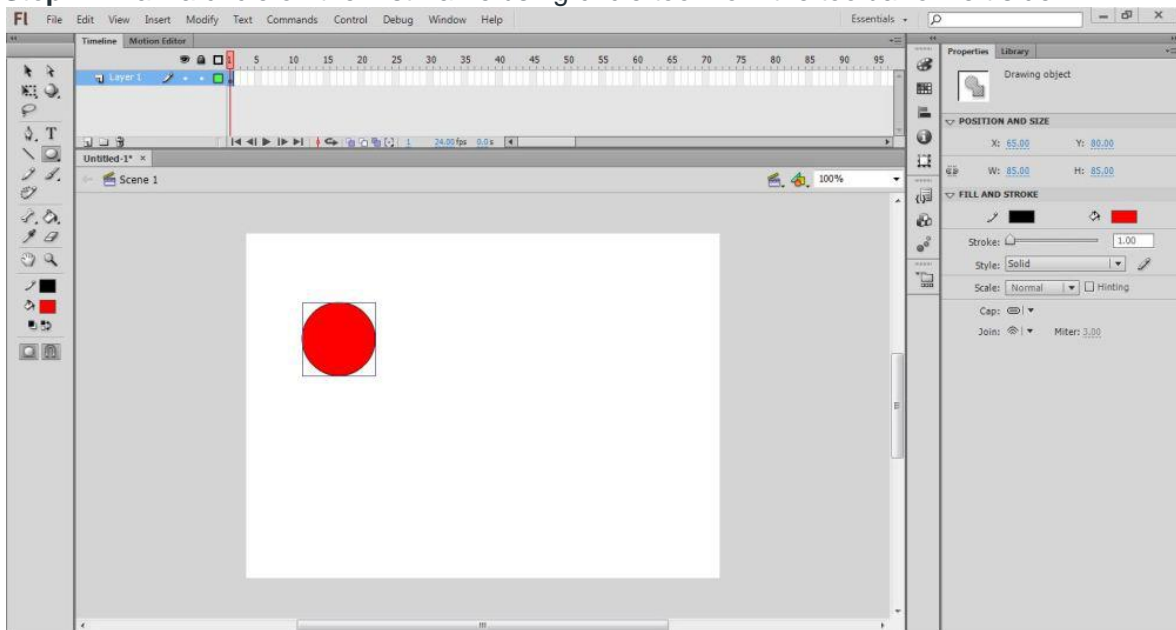 Fl File Edit View Insert Modify Text Commands Control Debug Window Help Essentials
Timeline Motion Editor
1 5 10 15 20 25 30 35 40 45 50 55 60 65 70 75 80 85 90 95
Layer 1
1 24.00 fps 0.0 s
Untitled-1* ×
Scene 1 100%
T
Properties Library
Drawing object
POSITION AND SIZE
X: 65.00 Y: 80.00
W: 85.00 H: 85.00
FILL AND STROKE
Stroke: 1.00
Style: Solid
Scale: Normal Hinting
Cap:
Join: Miter: 3.00